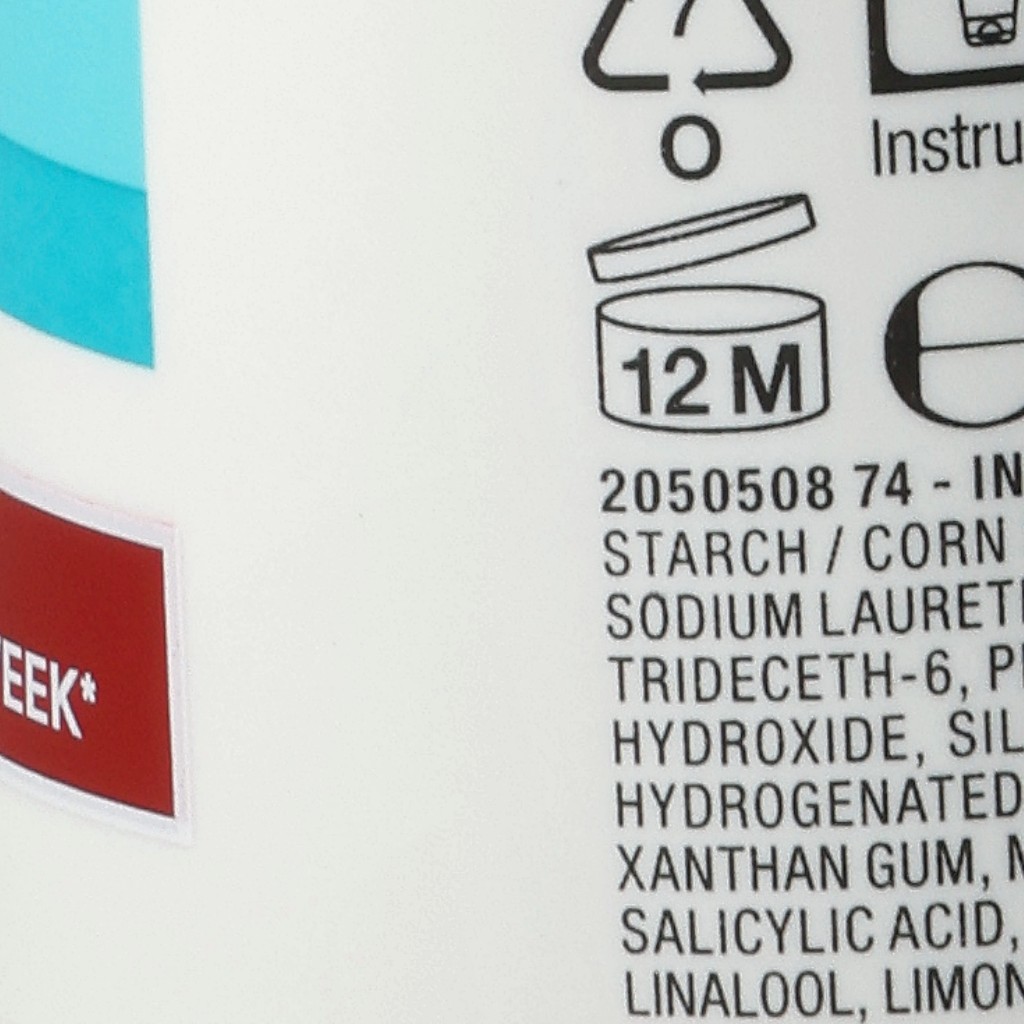 O
Instru
12 M
2050508 74 - IN
STARCH / CORN
SODIUM LAURET
TRIDECETH-6, P
HYDROXIDE, SIL
HYDROGENATED
XANTHAN GUM, M
SALICYLIC ACID,
LINALOOL, LIMON
EEK*